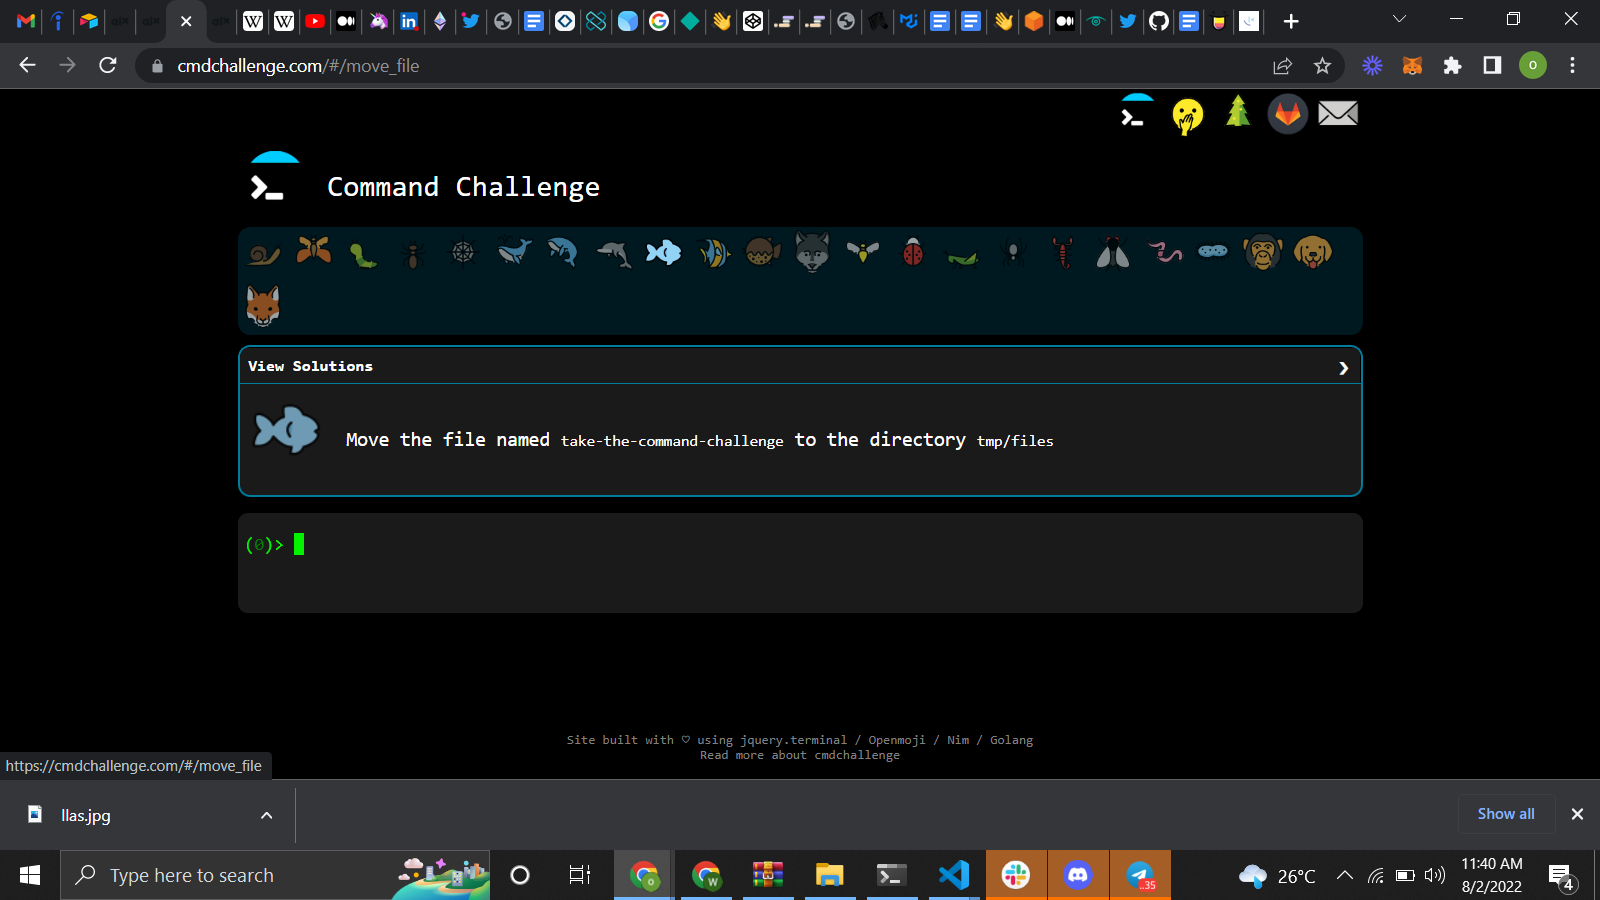 cmdchallenge.com/#/move_file
O
Command Challenge
View Solutions
Move the file named take-the-command-challenge to the directory tmp/files
(0)>
Site built with ♡ using jquery.terminal / Openmoji / Nim / Golang
Read more about cmdchallenge
https://cmdchallenge.com/#/move_file
llas.jpg
Show all
Type here to search
O
W
..35
26°C
11:40 AM
8/2/2022
4